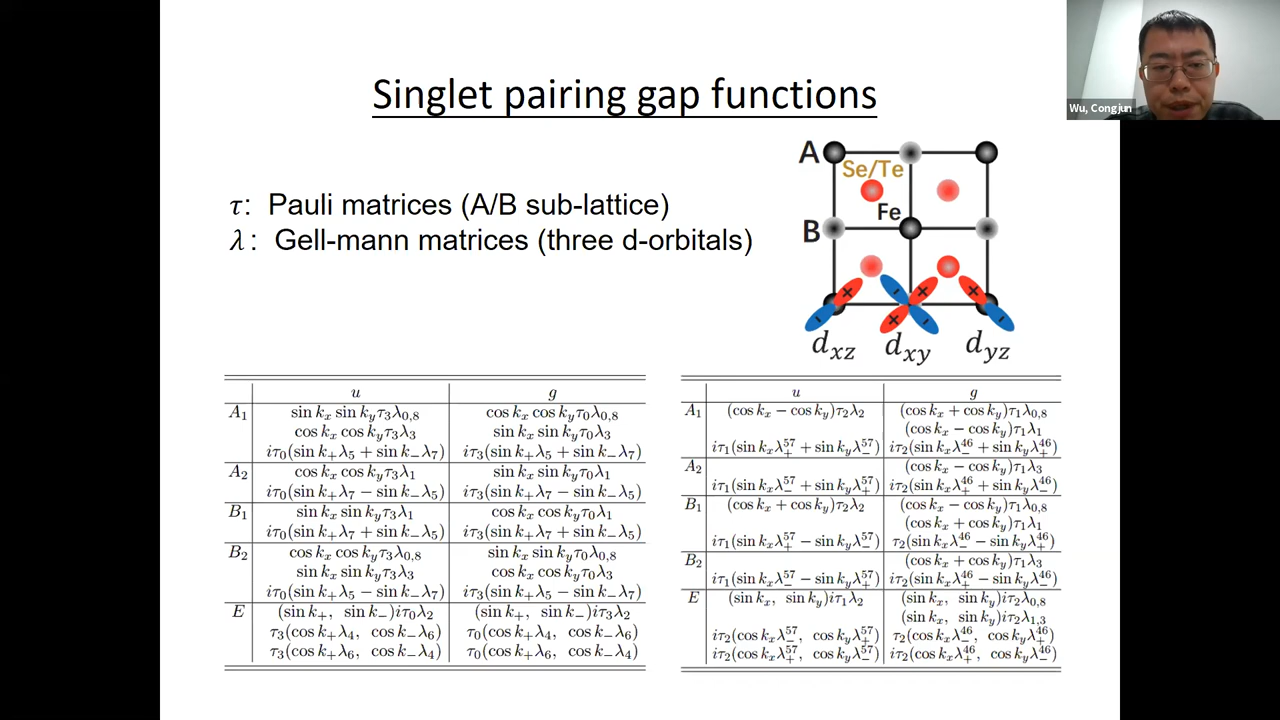 Wu, Congjun
Singlet pairing gap functions
τ: Pauli matrices (A/B sub-lattice)
λ: Gell-mann matrices (three d-orbitals)
A
Se/Te
Fe
B
+ - + + -
- + -
d_xz d_xy d_yz
u g
A₁ sin k_x sin k_y τ₃λ₀,₈ cos k_x cos k_y τ₀λ₀,₈
cos k_x cos k_y τ₃λ₃ sin k_x sin k_y τ₀λ₃
iτ₀(sin k₊λ₅ + sin k₋λ₇) iτ₃(sin k₊λ₅ + sin k₋λ₇)
A₂ cos k_x cos k_y τ₃λ₁ sin k_x sin k_y τ₀λ₁
iτ₀(sin k₊λ₇ − sin k₋λ₅) iτ₃(sin k₊λ₇ − sin k₋λ₅)
B₁ sin k_x sin k_y τ₃λ₁ cos k_x cos k_y τ₀λ₁
iτ₀(sin k₊λ₇ + sin k₋λ₅) iτ₃(sin k₊λ₇ + sin k₋λ₅)
B₂ cos k_x cos k_y τ₃λ₀,₈ sin k_x sin k_y τ₀λ₀,₈
sin k_x sin k_y τ₃λ₃ cos k_x cos k_y τ₀λ₃
iτ₀(sin k₊λ₅ − sin k₋λ₇) iτ₃(sin k₊λ₅ − sin k₋λ₇)
E (sin k₊, sin k₋)iτ₀λ₂ (sin k₊, sin k₋)iτ₃λ₂
τ₃(cos k₊λ₄, cos k₋λ₆) τ₀(cos k₊λ₄, cos k₋λ₆)
τ₃(cos k₊λ₆, cos k₋λ₄) τ₀(cos k₊λ₆, cos k₋λ₄)
u g
A₁ (cos k_x − cos k_y)τ₂λ₂ (cos k_x + cos k_y)τ₁λ₀,₈
(cos k_x − cos k_y)τ₁λ₁
iτ₁(sin k_xλ₊⁵⁷ + sin k_yλ₋⁵⁷) iτ₂(sin k_xλ₋⁴⁶ + sin k_yλ₊⁴⁶)
A₂ (cos k_x − cos k_y)τ₁λ₃
iτ₁(sin k_xλ₋⁵⁷ + sin k_yλ₊⁵⁷) iτ₂(sin k_xλ₊⁴⁶ + sin k_yλ₋⁴⁶)
B₁ (cos k_x + cos k_y)τ₂λ₂ (cos k_x − cos k_y)τ₁λ₀,₈
(cos k_x + cos k_y)τ₁λ₁
iτ₁(sin k_xλ₊⁵⁷ − sin k_yλ₋⁵⁷) τ₂(sin k_xλ₋⁴⁶ − sin k_yλ₊⁴⁶)
B₂ (cos k_x + cos k_y)τ₁λ₃
iτ₁(sin k_xλ₋⁵⁷ − sin k_yλ₊⁵⁷) iτ₂(sin k_xλ₊⁴⁶ − sin k_yλ₋⁴⁶)
E (sin k_x, sin k_y)iτ₁λ₂ (sin k_x, sin k_y)iτ₂λ₀,₈
(sin k_x, sin k_y)iτ₂λ₁,₃
iτ₂(cos k_xλ₋⁵⁷, cos k_yλ₊⁵⁷) τ₂(cos k_xλ₋⁴⁶, cos k_yλ₊⁴⁶)
iτ₂(cos k_xλ₊⁵⁷, cos k_yλ₋⁵⁷) iτ₂(cos k_xλ₊⁴⁶, cos k_yλ₋⁴⁶)